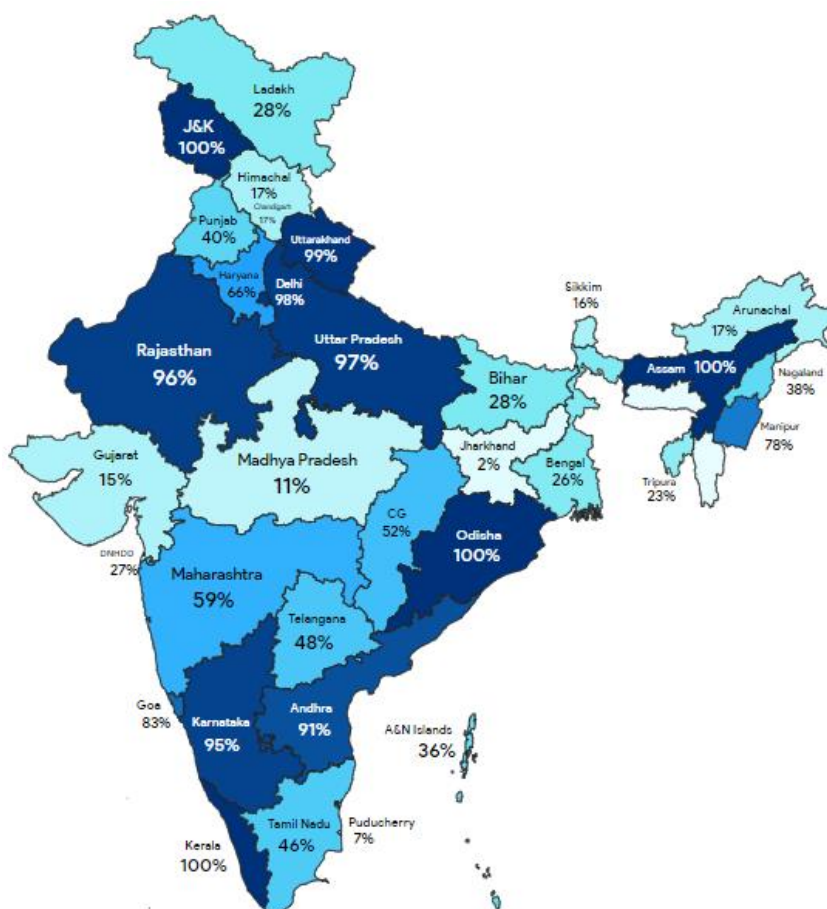 Ladakh
28%
J&K
100%
Himachal
17%
Chandigarh
17%
Punjab
40%
Uttarakhand
99%
Haryana
66%
Delhi
98%
Sikkim
16%
Arunachal
17%
Rajasthan
96%
Uttar Pradesh
97%
Assam 100%
Nagaland
38%
Bihar
28%
Manipur
78%
Jharkhand
2%
Bengal
26%
Tripura
23%
Gujarat
15%
Madhya Pradesh
11%
CG
52%
Odisha
100%
DNHDD
27%
Maharashtra
59%
Telangana
48%
Goa
83%
Karnataka
95%
Andhra
91%
A&N Islands
36%
Tamil Nadu
46%
Puducherry
7%
Kerala
100%